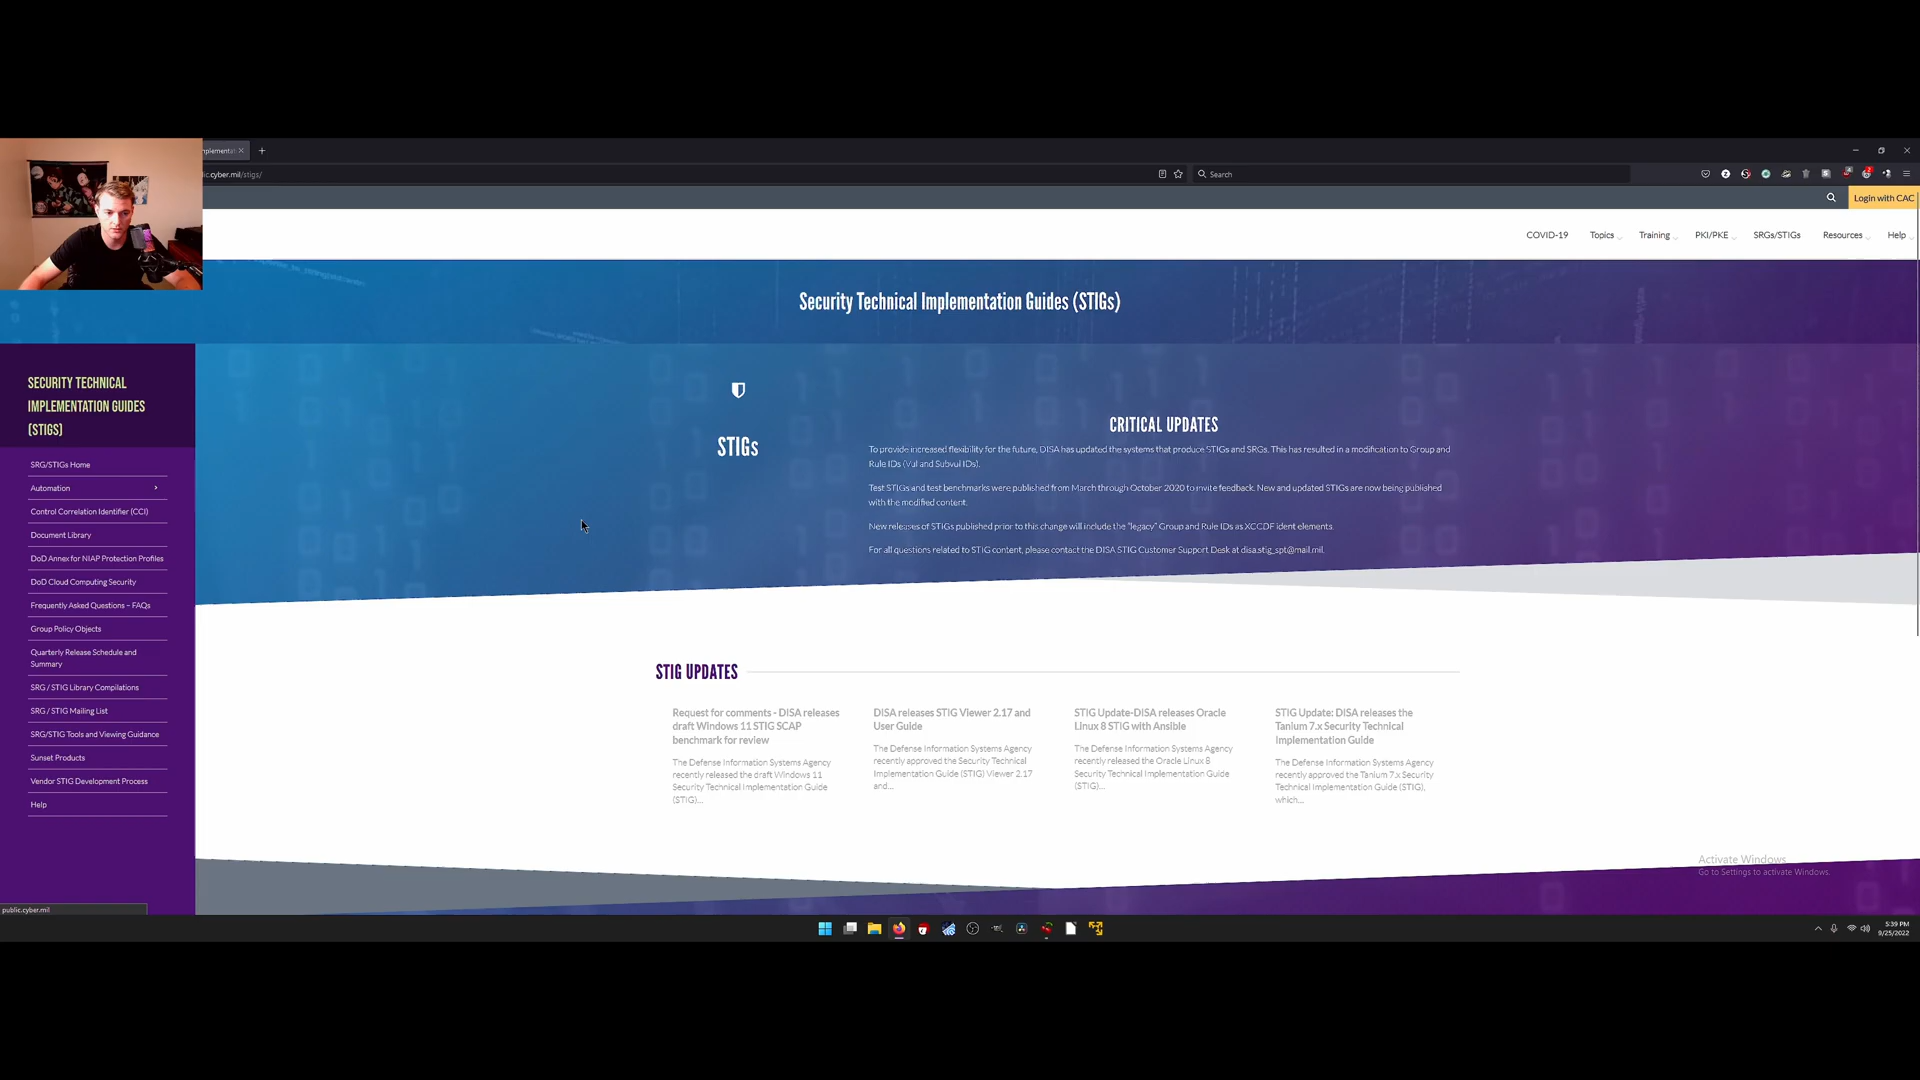 mplementat
lic.cyber.mil/stigs/
Search
Login with CAC
COVID-19
Topics
Training
PKI/PKE
SRGs/STIGs
Resources
Help
Security Technical Implementation Guides (STIGs)
SECURITY TECHNICAL
IMPLEMENTATION GUIDES
(STIGS)
SRG/STIGs Home
Automation
Control Correlation Identifier (CCI)
Document Library
DoD Annex for NIAP Protection Profiles
DoD Cloud Computing Security
Frequently Asked Questions – FAQs
Group Policy Objects
Quarterly Release Schedule and
Summary
SRG / STIG Library Compilations
SRG / STIG Mailing List
SRG/STIG Tools and Viewing Guidance
Sunset Products
Vendor STIG Development Process
Help
STIGs
CRITICAL UPDATES
To provide increased flexibility for the future, DISA has updated the systems that produce STIGs and SRGs. This has resulted in a modification to Group and
Rule IDs (Vul and Subvul IDs).
Test STIGs and test benchmarks were published from March through October 2020 to invite feedback. New and updated STIGs are now being published
with the modified content.
New releases of STIGs published prior to this change will include the "legacy" Group and Rule IDs as XCCDF ident elements.
For all questions related to STIG content, please contact the DISA STIG Customer Support Desk at disa.stig_spt@mail.mil.
STIG UPDATES
Request for comments - DISA releases
draft Windows 11 STIG SCAP
benchmark for review
The Defense Information Systems Agency
recently released the draft Windows 11
Security Technical Implementation Guide
(STIG)...
DISA releases STIG Viewer 2.17 and
User Guide
The Defense Information Systems Agency
recently approved the Security Technical
Implementation Guide (STIG) Viewer 2.17
and...
STIG Update-DISA releases Oracle
Linux 8 STIG with Ansible
The Defense Information Systems Agency
recently released the Oracle Linux 8
Security Technical Implementation Guide
(STIG)...
STIG Update: DISA releases the
Tanium 7.x Security Technical
Implementation Guide
The Defense Information Systems Agency
recently approved the Tanium 7.x Security
Technical Implementation Guide (STIG),
which...
Activate Windows
Go to Settings to activate Windows.
public.cyber.mil
5:39 PM
9/25/2022